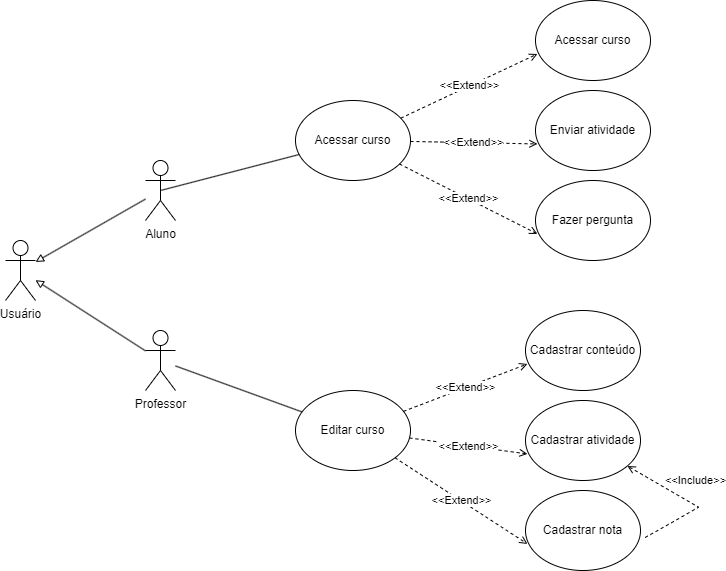 Acessar curso
<<Extend>>
Acessar curso
<<Extend>>
Enviar atividade
<<Extend>>
Fazer pergunta
Aluno
Usuário
Professor
Editar curso
<<Extend>>
Cadastrar conteúdo
<<Extend>>
Cadastrar atividade
<<Extend>>
Cadastrar nota
<<Include>>